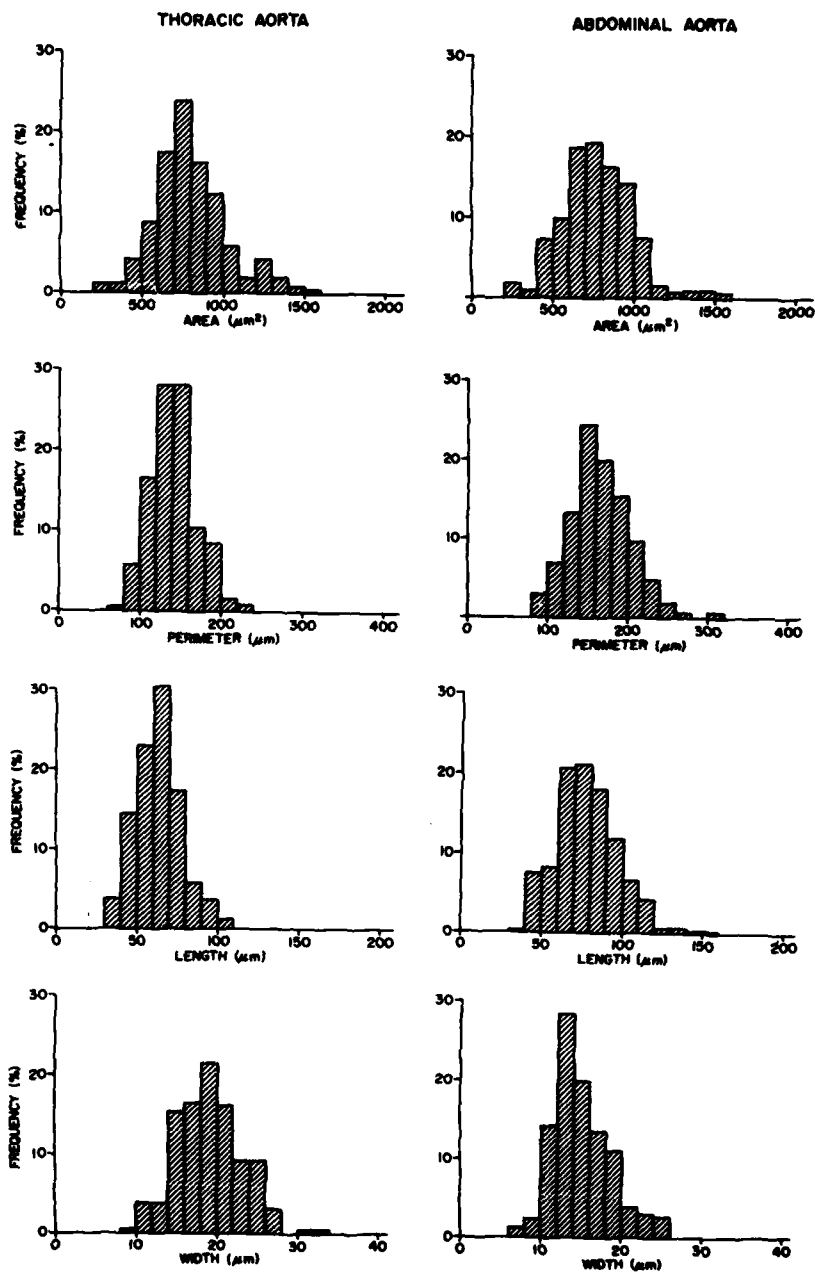 THORACIC AORTA
ABDOMINAL AORTA
FREQUENCY (%)
30
20
10
0
0 500 1000 1500 2000
AREA (μm²)
30
20
10
0 500 1000 1500 2000
AREA (μm²)
FREQUENCY (%)
30
20
10
0
0 100 200 300 400
PERIMETER (μm)
30
20
10
0 100 200 300 400
PERIMETER (μm)
FREQUENCY (%)
30
20
10
0
0 50 100 150 200
LENGTH (μm)
30
20
10
0
0 50 100 150 200
LENGTH (μm)
FREQUENCY (%)
30
20
10
0
0 10 20 30 40
WIDTH (μm)
30
20
10
0
0 10 20 30 40
WIDTH (μm)